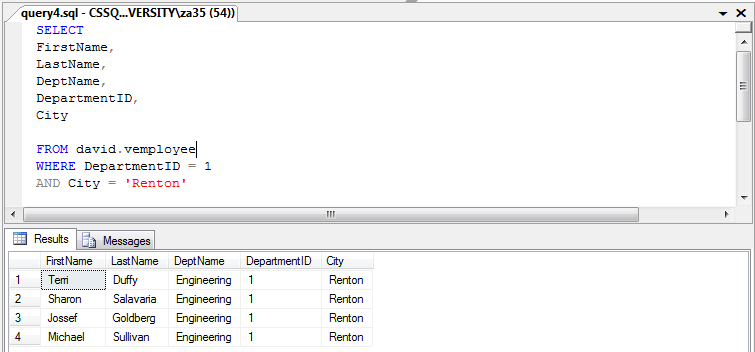 query4.sql - CSSQ...VERSITY\za35 (54))
SELECT
FirstName,
LastName,
DeptName,
DepartmentID,
City
FROM david.vemployee
WHERE DepartmentID = 1
AND City = 'Renton'
Results Messages
FirstName LastName DeptName DepartmentID City
1 Terri Duffy Engineering 1 Renton
2 Sharon Salavaria Engineering 1 Renton
3 Jossef Goldberg Engineering 1 Renton
4 Michael Sullivan Engineering 1 Renton